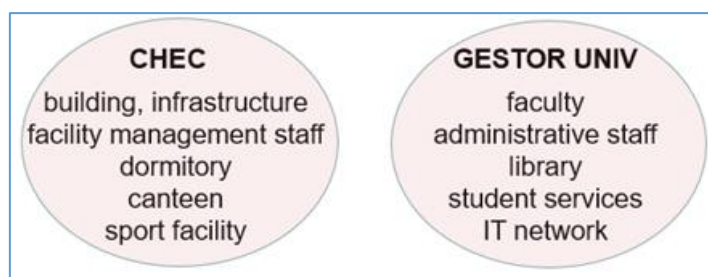 CHEC
building, infrastructure
facility management staff
dormitory
canteen
sport facility
GESTOR UNIV
faculty
administrative staff
library
student services
IT network